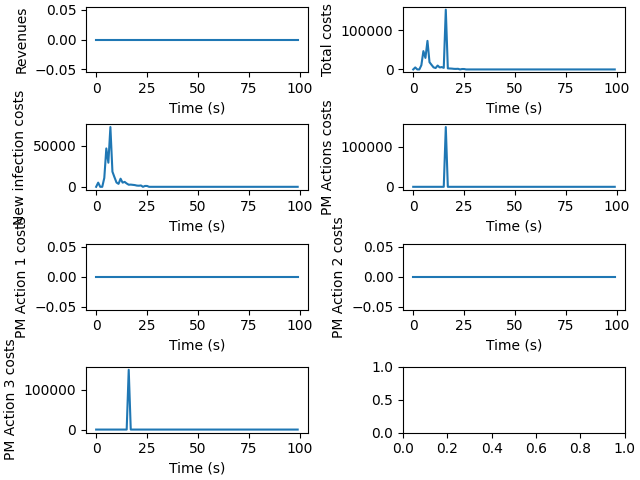 Revenues
0.05
0.00
−0.05
0 25 50 75 100
Time (s)
Total costs
100000
0
0 25 50 75 100
Time (s)
New infection costs
50000
0
0 25 50 75 100
Time (s)
PM Actions costs
100000
0
0 25 50 75 100
Time (s)
PM Action 1 costs
0.05
0.00
−0.05
0 25 50 75 100
Time (s)
PM Action 2 costs
0.05
0.00
−0.05
0 25 50 75 100
Time (s)
PM Action 3 costs
100000
0
0 25 50 75 100
Time (s)
1.0
0.5
0.0
0.0 0.2 0.4 0.6 0.8 1.0